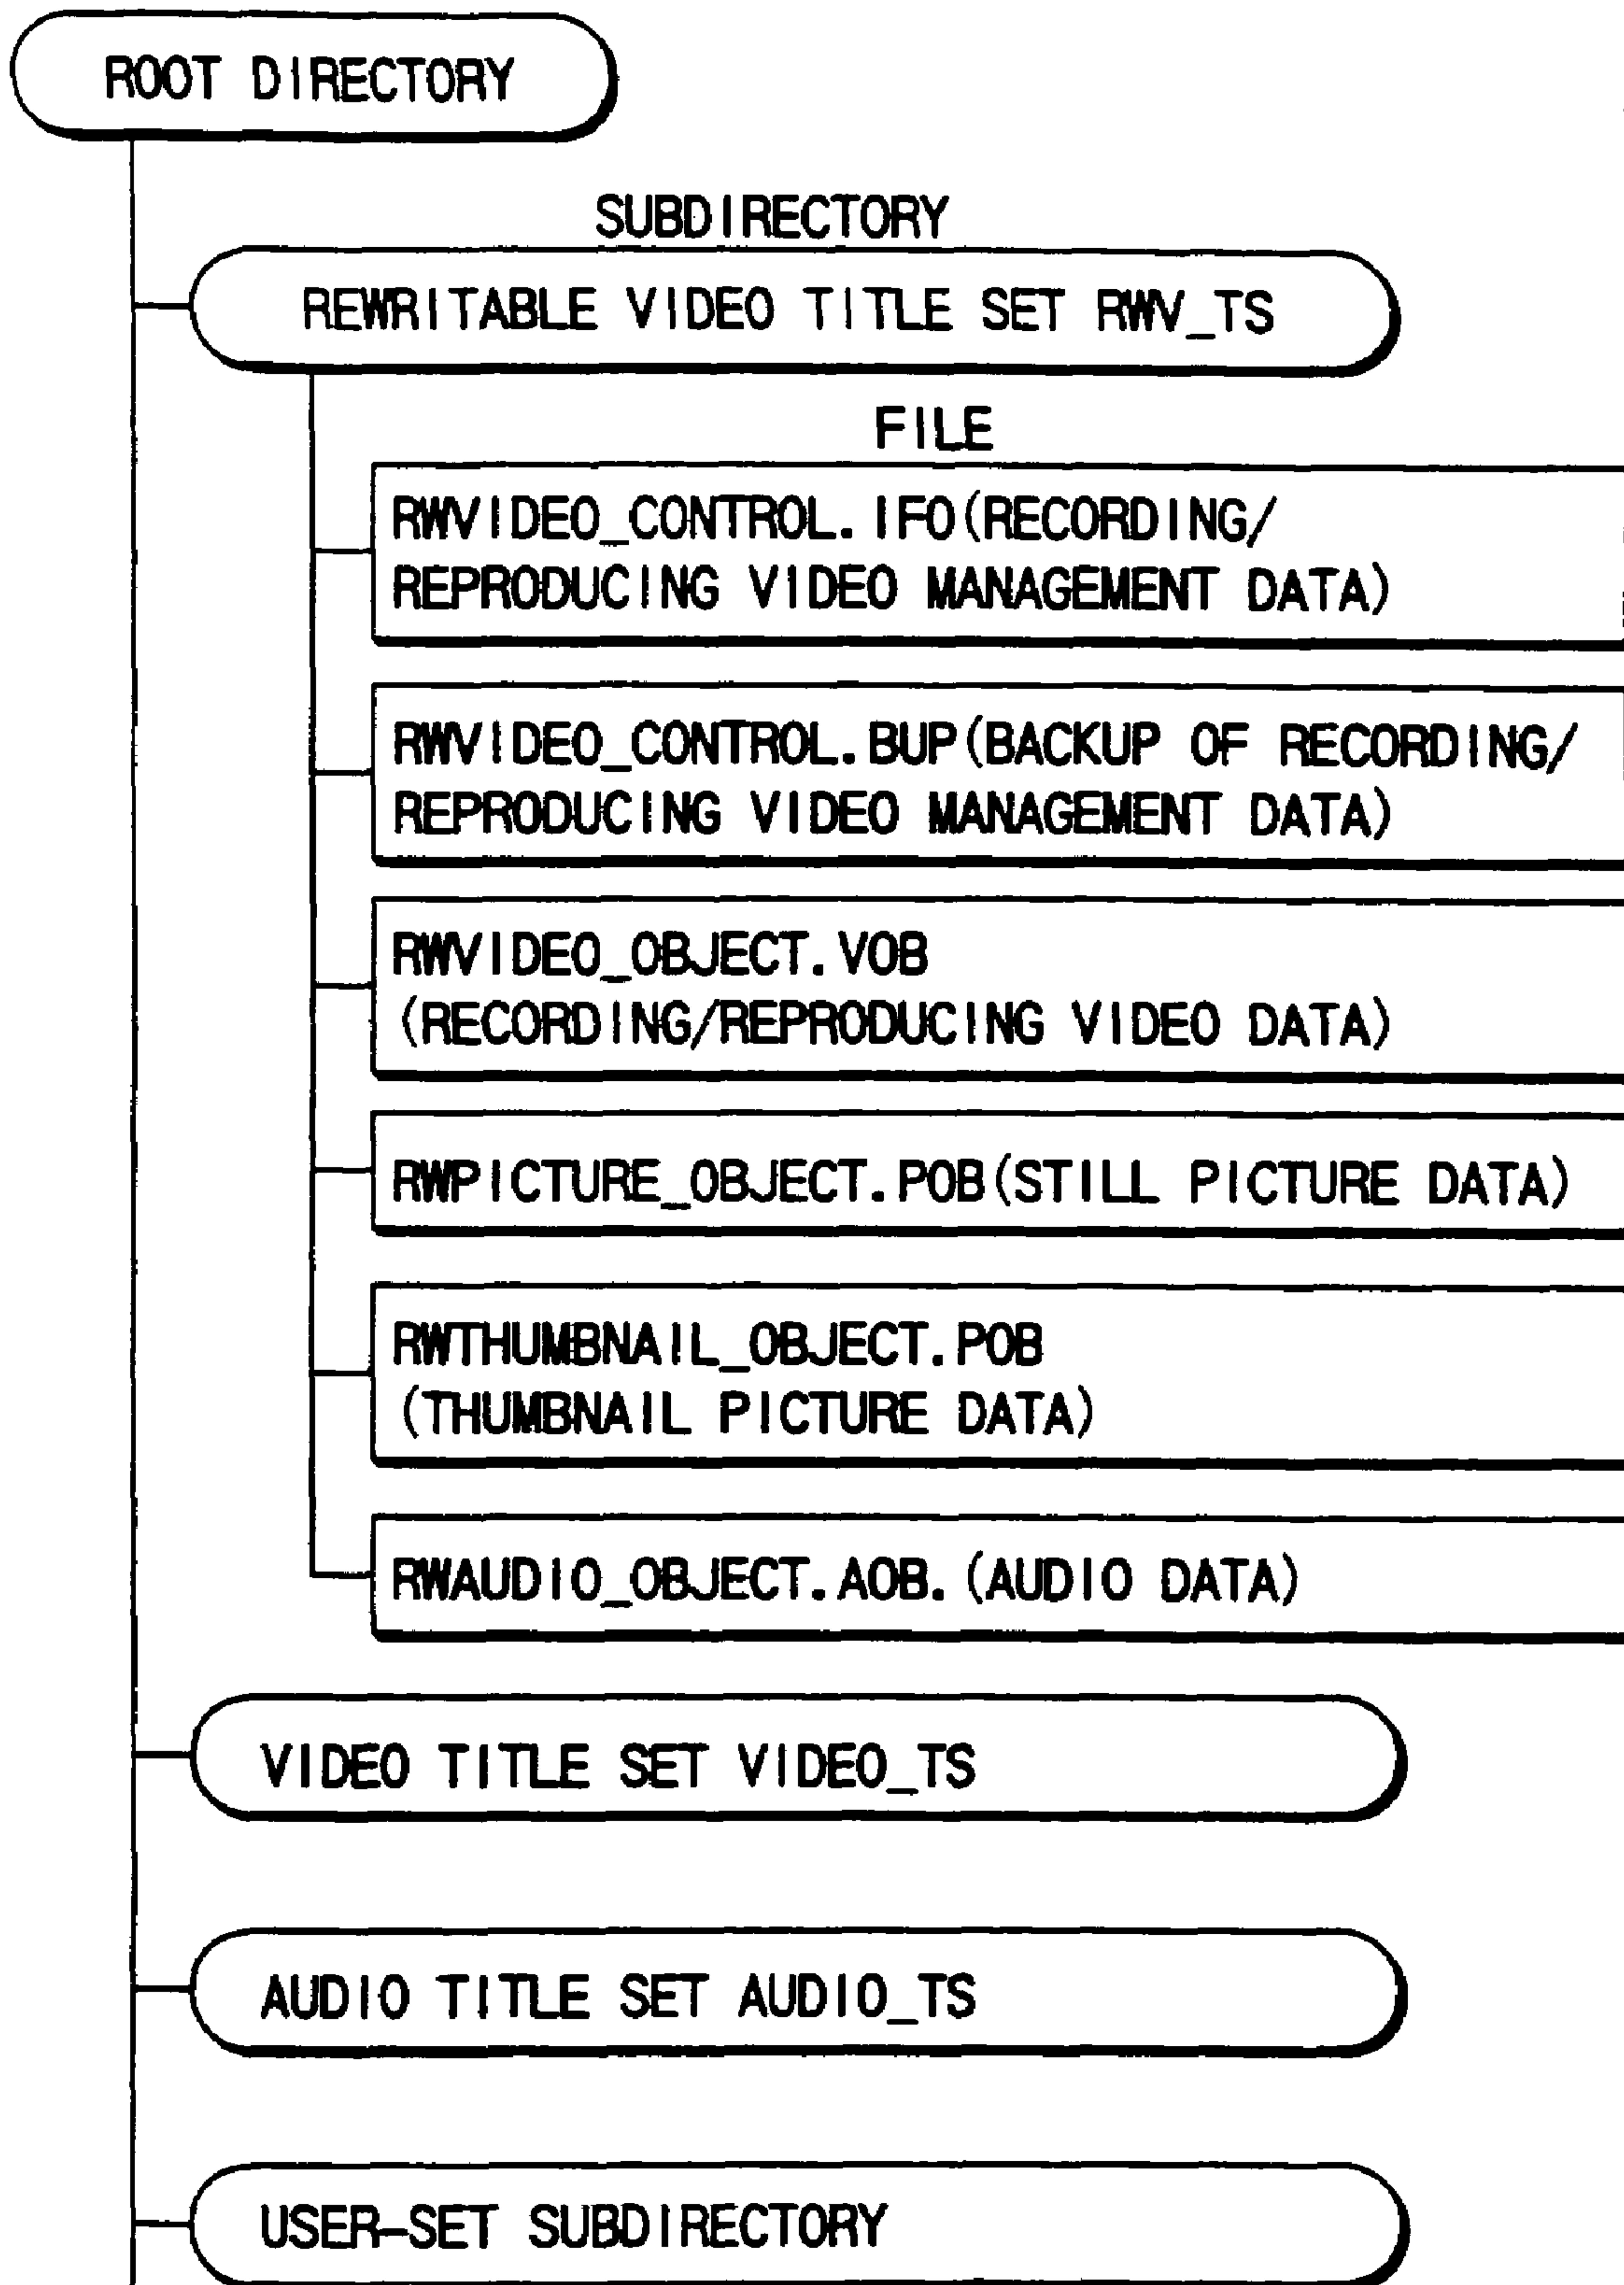 ROOT DIRECTORY
SUBDIRECTORY
REWRITABLE VIDEO TITLE SET RWV_TS
FILE
RWVIDEO_CONTROL.IFO(RECORDING/
REPRODUCING VIDEO MANAGEMENT DATA)
RWVIDEO_CONTROL.BUP(BACKUP OF RECORDING/
REPRODUCING VIDEO MANAGEMENT DATA)
RWVIDEO_OBJECT.VOB
(RECORDING/REPRODUCING VIDEO DATA)
RWPICTURE_OBJECT.POB(STILL PICTURE DATA)
RWTHUMBNAIL_OBJECT.POB
(THUMBNAIL PICTURE DATA)
RWAUDIO_OBJECT.AOB.(AUDIO DATA)
VIDEO TITLE SET VIDEO_TS
AUDIO TITLE SET AUDIO_TS
USER-SET SUBDIRECTORY